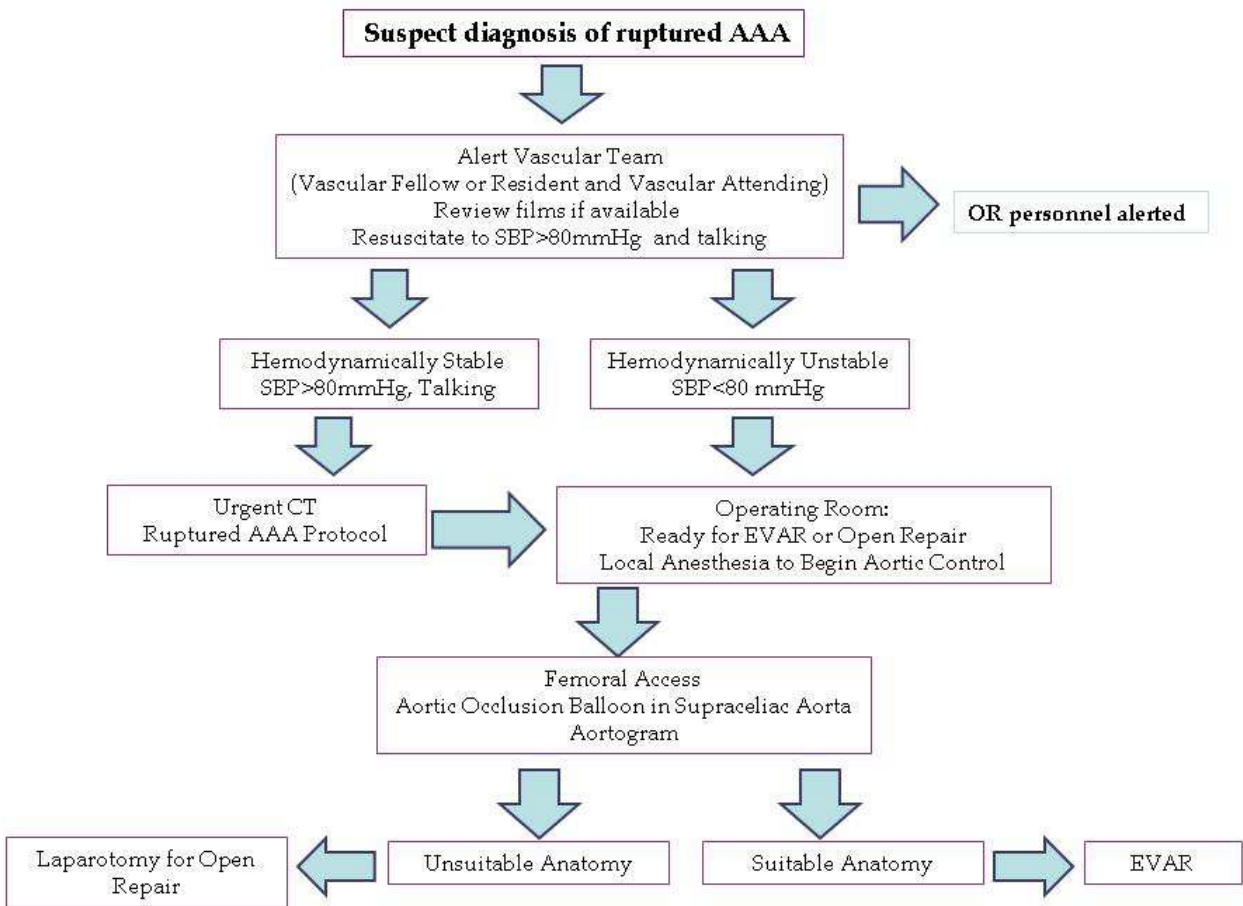 Suspect diagnosis of ruptured AAA
Alert Vascular Team
(Vascular Fellow or Resident and Vascular Attending)
Review films if available
Resuscitate to SBP>80mmHg and talking
OR personnel alerted
Hemodynamically Stable
SBP>80mmHg, Talking
Hemodynamically Unstable
SBP<80 mmHg
Urgent CT
Ruptured AAA Protocol
Operating Room:
Ready for EVAR or Open Repair
Local Anesthesia to Begin Aortic Control
Femoral Access
Aortic Occlusion Balloon in Supraceliac Aorta
Aortogram
Laparotomy for Open
Repair
Unsuitable Anatomy
Suitable Anatomy
EVAR